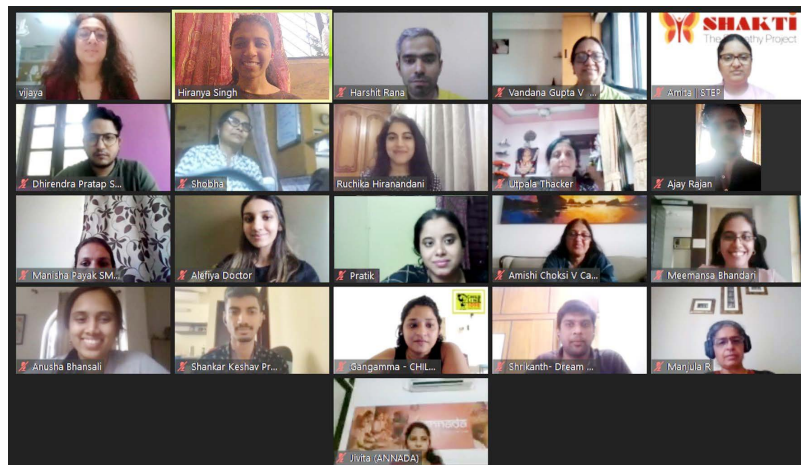 SHAKTI
The Empathy Project
vijaya
Hiranya Singh
Harshit Rana
Vandana Gupta V ...
Amita | STEP
Dhirendra Pratap S...
Shobha
Ruchika Hiranandani
Utpala Thacker
Ajay Rajan
Manisha Payak SM...
Alefiya Doctor
Pratik
Amishi Choksi V Ca...
Meemansa Bhandari
Anusha Bhansali
Shankar Keshav Pr...
Gangamma - CHIL...
Shrikanth- Dream ...
Manjula R
nnada
Jivita (ANNADA)